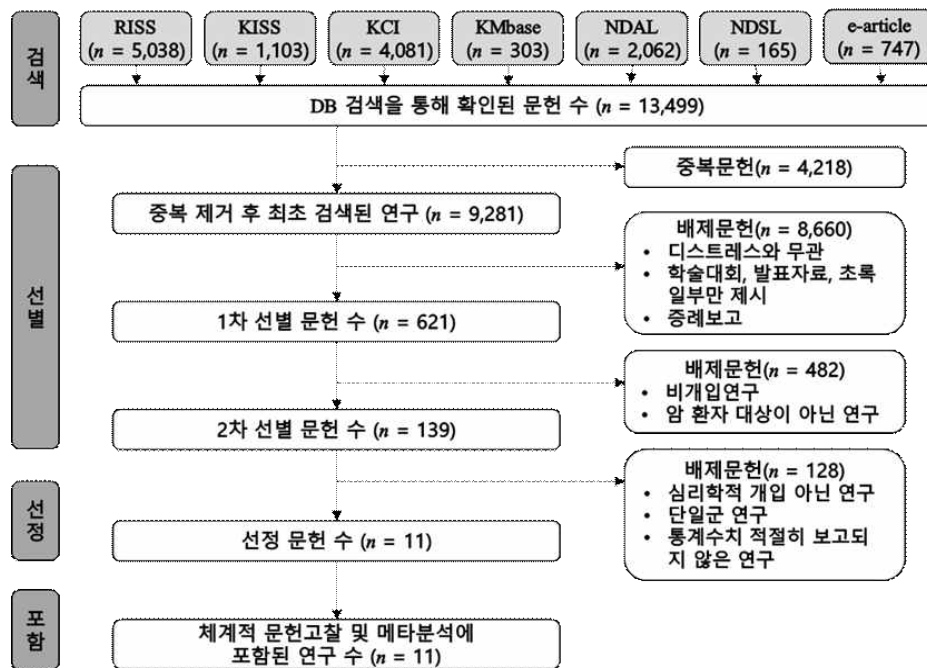 검색
RISS
(n = 5,038)
KISS
(n = 1,103)
KCI
(n = 4,081)
KMbase
(n = 303)
NDAL
(n = 2,062)
NDSL
(n = 165)
e-article
(n = 747)
DB 검색을 통해 확인된 문헌 수 (n = 13,499)
선별
중복문헌(n = 4,218)
중복 제거 후 최초 검색된 연구 (n = 9,281)
배제문헌(n = 8,660)
• 디스트레스와 무관
• 학술대회, 발표자료, 초록
일부만 제시
• 증례보고
1차 선별 문헌 수 (n = 621)
배제문헌(n = 482)
• 비개입연구
• 암 환자 대상이 아닌 연구
2차 선별 문헌 수 (n = 139)
배제문헌(n = 128)
• 심리학적 개입 아닌 연구
• 단일군 연구
• 통계수치 적절히 보고되
지 않은 연구
선정
선정 문헌 수 (n = 11)
포함
체계적 문헌고찰 및 메타분석에
포함된 연구 수 (n = 11)